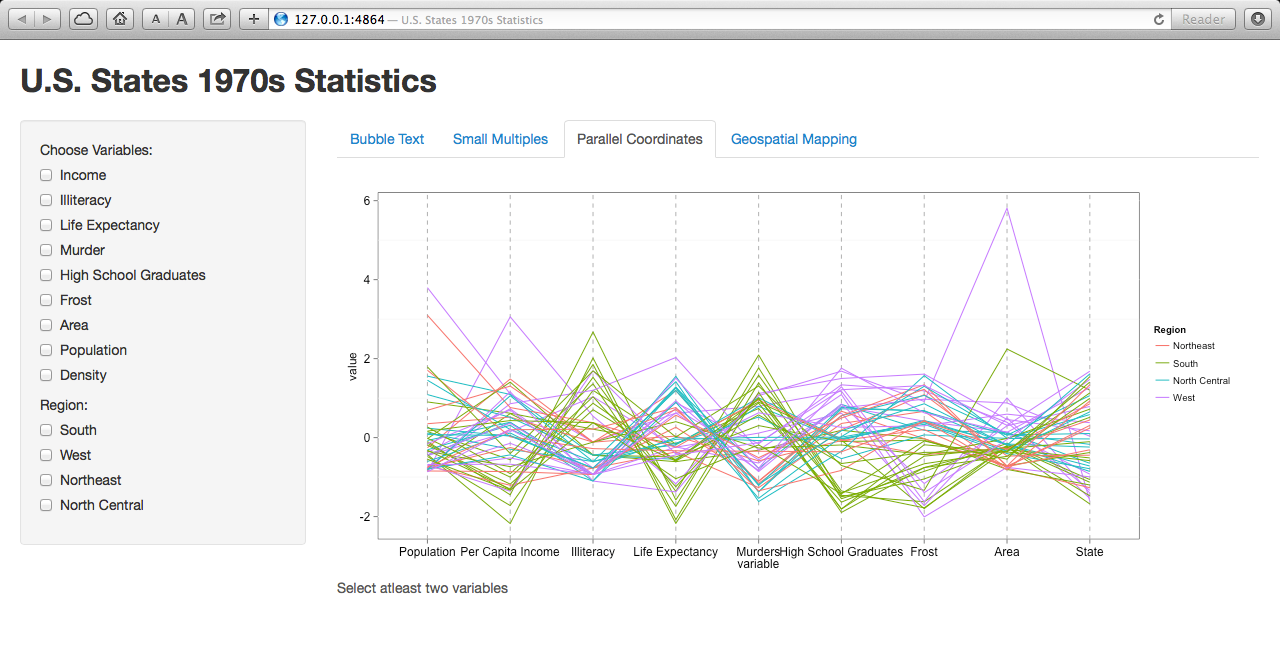 A A + 127.0.0.1:4864 — U.S. States 1970s Statistics Reader
U.S. States 1970s Statistics
Choose Variables:
Income
Illiteracy
Life Expectancy
Murder
High School Graduates
Frost
Area
Population
Density
Region:
South
West
Northeast
North Central
Bubble Text Small Multiples Parallel Coordinates Geospatial Mapping
6
4
2
0
-2
value
Population Per Capita Income Illiteracy Life Expectancy Murders High School Graduates Frost Area State
variable
Region
Northeast
South
North Central
West
Select atleast two variables